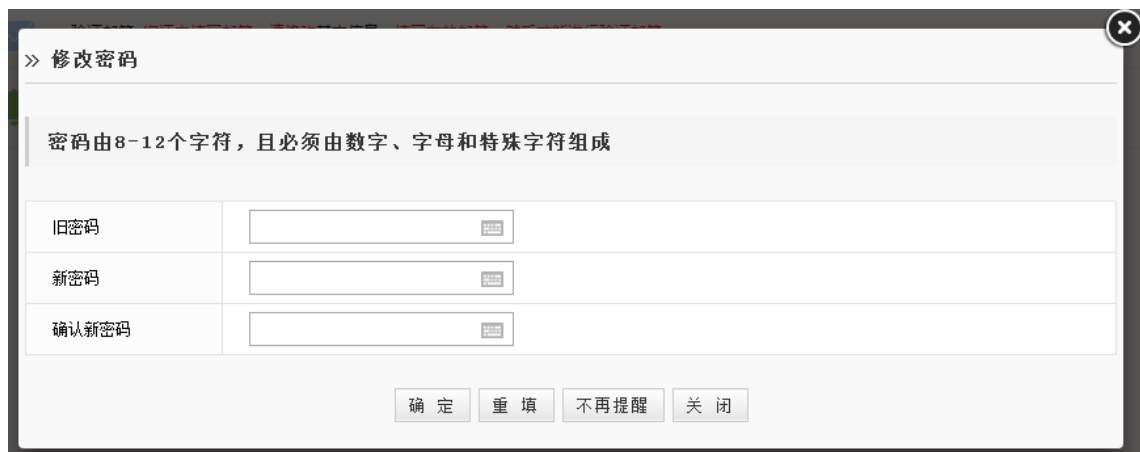 » 修改密码
密码由8-12个字符，且必须由数字、字母和特殊字符组成
旧密码
新密码
确认新密码
确 定 重 填 不再提醒 关 闭